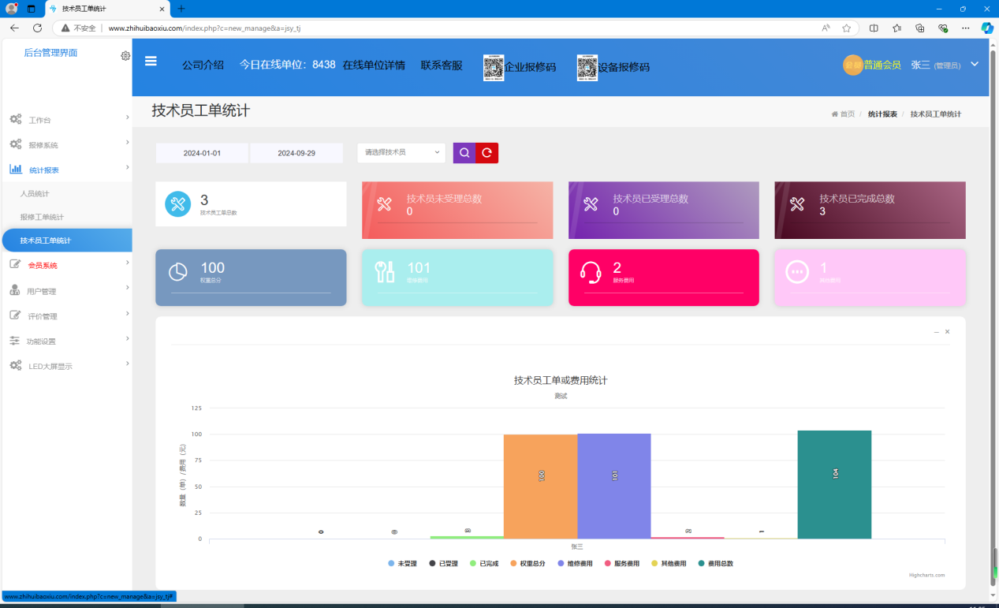 技术员工单统计
不安全 www.zhihuibaoxiu.com/index.php?c=new_manage&a=jsy_tj
后台管理界面
公司介绍 今日在线单位：8438 在线单位详情 联系客服 企业报修码 设备报修码
普通会员 张三 (管理员)
技术员工单统计
首页 / 统计报表 / 技术员工单统计
工作台
报修系统
统计报表
人员统计
报修工单统计
技术员工单统计
会员系统
用户管理
评价管理
功能设置
LED大屏显示
2024-01-01 2024-09-29 请选择技术员
3
技术员工单总数
技术员未受理总数
0
技术员已受理总数
0
技术员已完成总数
3
100
权重总分
101
维修费用
2
服务费用
1
其他费用
技术员工单或费用统计
测试
125
100
75
50
25
0
数量（单）/费用（元）
0 0 3 100 101 2 1 104
张三
未受理 已受理 已完成 权重总分 维修费用 服务费用 其他费用 费用总数
Highcharts.com
www.zhihuibaoxiu.com/index.php?c=new_manage&a=jsy_tj#